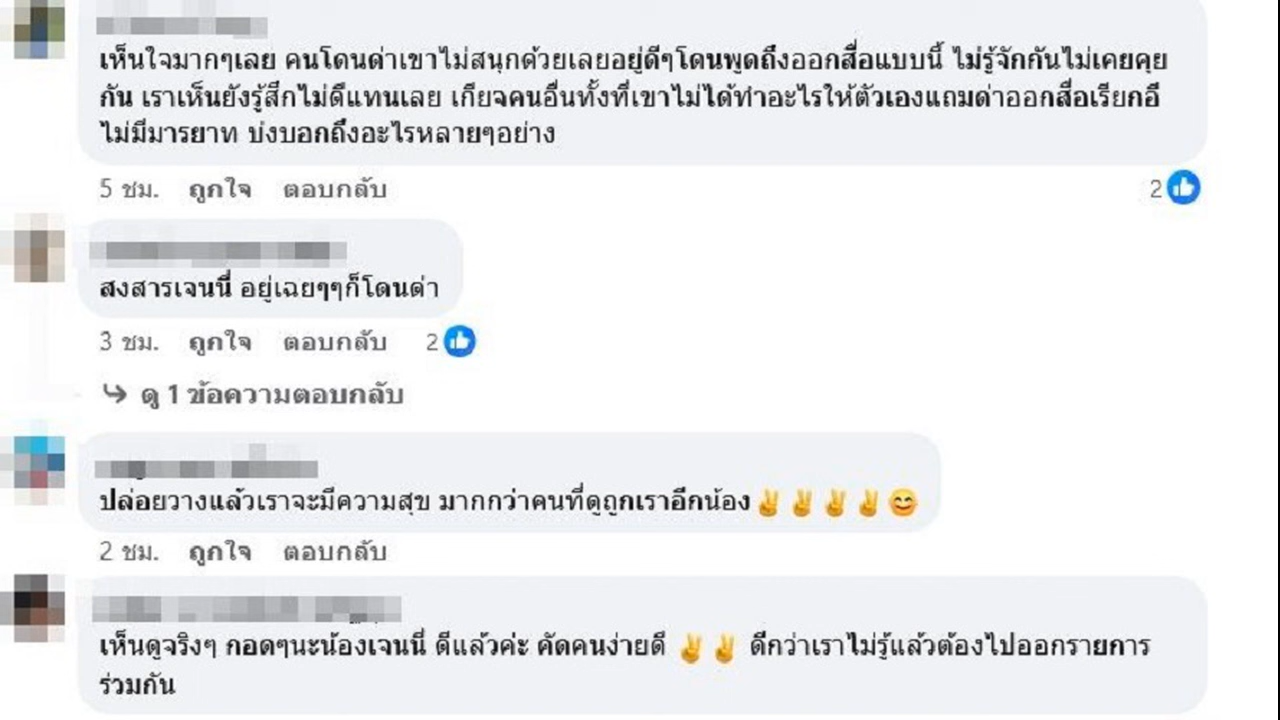 เห็นใจมากๆเลย คนโดนด่าเขาไม่สนุกด้วยเลยอยู่ดีๆโดนพูดถึงออกสื่อแบบนี้ ไม่รู้จักกันไม่เคยคุย
กัน เราเห็นยังรู้สึกไม่ดีแทนเลย เกียจคนอื่นทั้งที่เขาไม่ได้ทำอะไรให้ตัวเองแถมด่าออกสื่อเรียกอี
ไม่มีมารยาท บ่งบอกถึงอะไรหลายๆอย่าง
5 ชม. ถูกใจ ตอบกลับ 2
สงสารเจนนี่ อยู่เฉยๆๆก็โดนด่า
3 ชม. ถูกใจ ตอบกลับ 2
ดู 1 ข้อความตอบกลับ
ปล่อยวางแล้วเราจะมีความสุข มากกว่าคนที่ดูถูกเราอีกน้อง✌✌✌✌😊
2 ชม. ถูกใจ ตอบกลับ
เห็นดูจริงๆ กอดๆนะน้องเจนนี่ ดีแล้วค่ะ คัดคนง่ายดี ✌✌ ดีกว่าเราไม่รู้แล้วต้องไปออกรายการ
ร่วมกัน